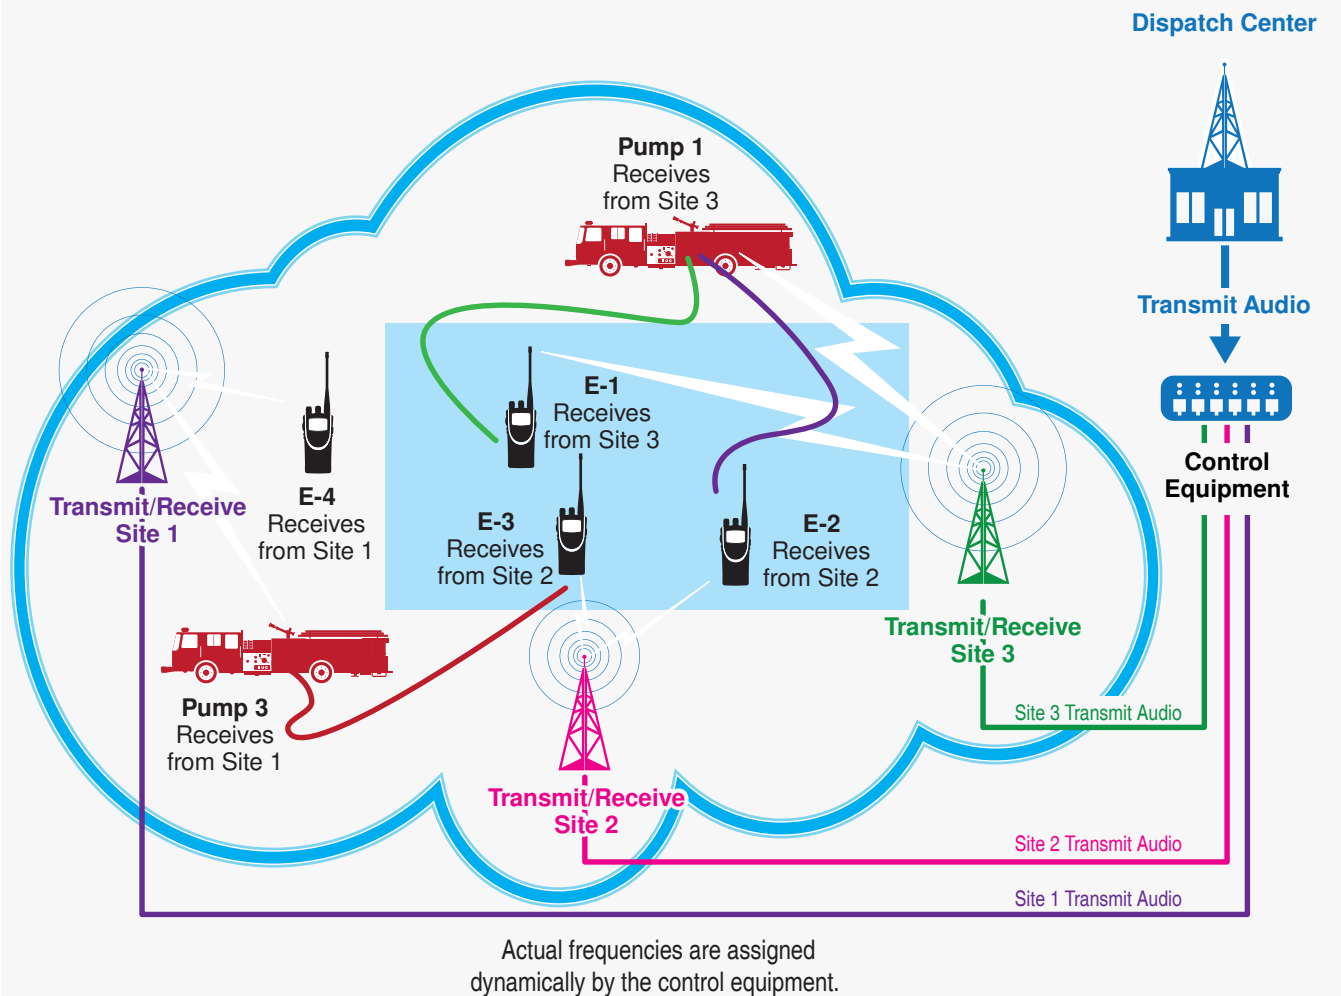 Dispatch Center
Pump 1
Receives
from Site 3
Transmit Audio
E-1
Receives
from Site 3
Control
Equipment
Transmit/Receive
Site 1
E-4
Receives
from Site 1
E-3
Receives
from Site 2
E-2
Receives
from Site 2
Transmit/Receive
Site 3
Pump 3
Receives
from Site 1
Site 3 Transmit Audio
Transmit/Receive
Site 2
Site 2 Transmit Audio
Site 1 Transmit Audio
Actual frequencies are assigned
dynamically by the control equipment.